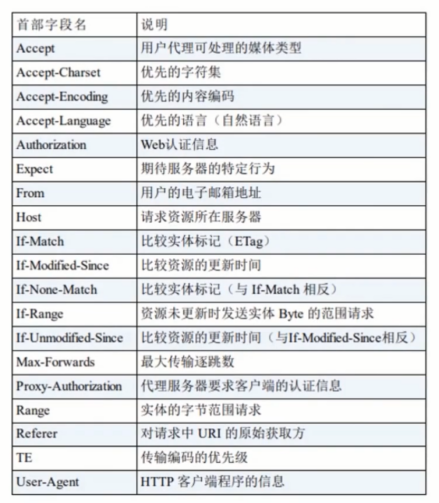 首部字段名 说明
Accept 用户代理可处理的媒体类型
Accept-Charset 优先的字符集
Accept-Encoding 优先的内容编码
Accept-Language 优先的语言（自然语言）
Authorization Web认证信息
Expect 期待服务器的特定行为
From 用户的电子邮箱地址
Host 请求资源所在服务器
If-Match 比较实体标记（ETag）
If-Modified-Since 比较资源的更新时间
If-None-Match 比较实体标记（与 If-Match 相反）
If-Range 资源未更新时发送实体 Byte 的范围请求
If-Unmodified-Since 比较资源的更新时间（与If-Modified-Since相反）
Max-Forwards 最大传输逐跳数
Proxy-Authorization 代理服务器要求客户端的认证信息
Range 实体的字节范围请求
Referer 对请求中 URI 的原始获取方
TE 传输编码的优先级
User-Agent HTTP 客户端程序的信息